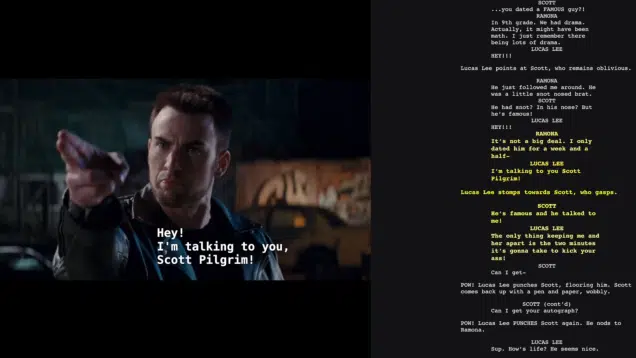 Hey!
I'm talking to you,
Scott Pilgrim!
SCOTT
...you dated a FAMOUS guy?!
RAMONA
In 9th grade. We had drama.
Actually, it might have been
math. I just remember there
being lots of drama.
LUCAS LEE
HEY!!!
Lucas Lee points at Scott, who remains oblivious.
RAMONA
He just followed me around. He
was a little snot nosed brat.
SCOTT
He had snot? In his nose? But
he's famous!
LUCAS LEE
HEY!!!
RAMONA
It's not a big deal. I only
dated him for a week and a
half-
LUCAS LEE
I'm talking to you Scott
Pilgrim!
Lucas Lee stomps towards Scott, who gasps.
SCOTT
He's famous and he talked to
me!
LUCAS LEE
The only thing keeping me and
her apart is the two minutes
it's gonna take to kick your
ass!
SCOTT
Can I get-
POW! Lucas Lee punches Scott, flooring him. Scott
comes back up with a pen and paper, wobbly.
SCOTT (cont'd)
Can I get your autograph?
POW! Lucas Lee PUNCHES Scott again. He nods to
Ramona.
LUCAS LEE
Sup. How's life? He seems nice.